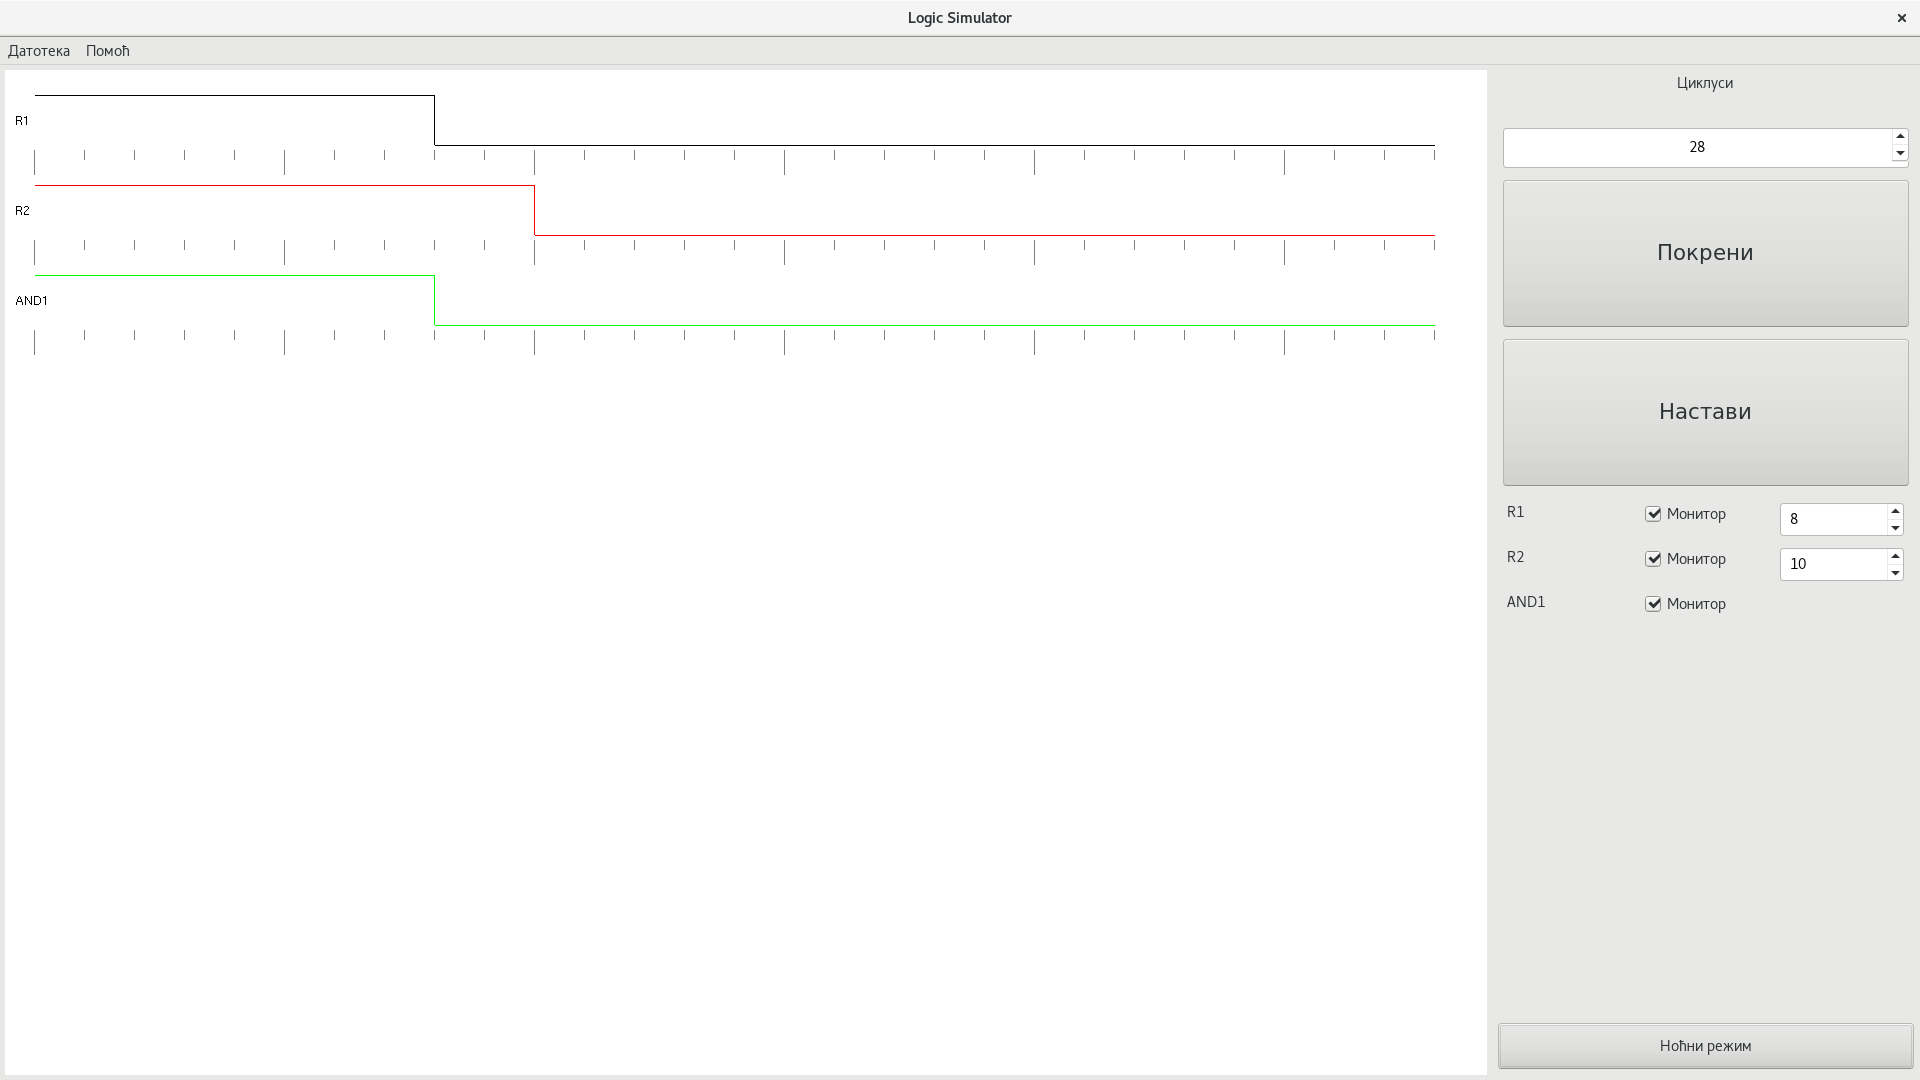 Logic Simulator
Датотека Помоћ
R1
R2
AND1
Циклуси
28
Покрени
Настави
R1 Монитор 8
R2 Монитор 10
AND1 Монитор
Ноћни режим